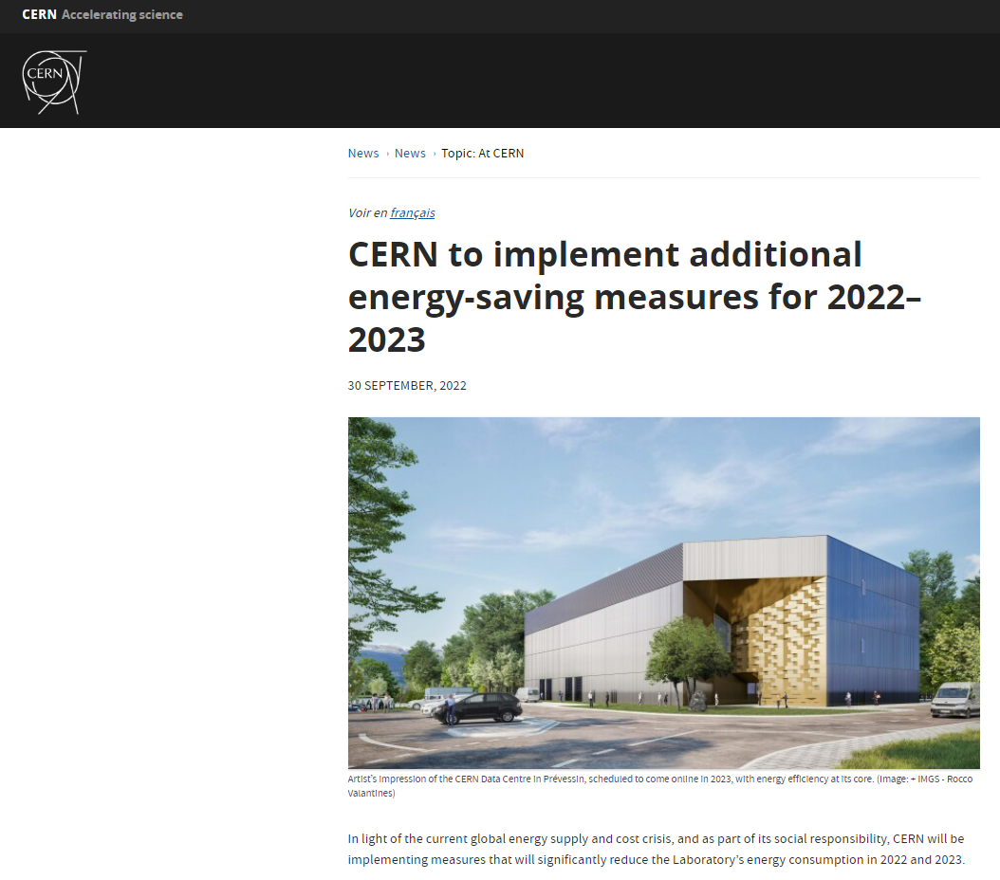 CERN Accelerating science
CERN
News › News › Topic: At CERN
Voir en français
CERN to implement additional
energy-saving measures for 2022–
2023
30 SEPTEMBER, 2022
Artist's impression of the CERN Data Centre in Prévessin, scheduled to come online in 2023, with energy efficiency at its core. (Image: + IMGS - Rocco
Valantines)
In light of the current global energy supply and cost crisis, and as part of its social responsibility, CERN will be
implementing measures that will significantly reduce the Laboratory's energy consumption in 2022 and 2023.